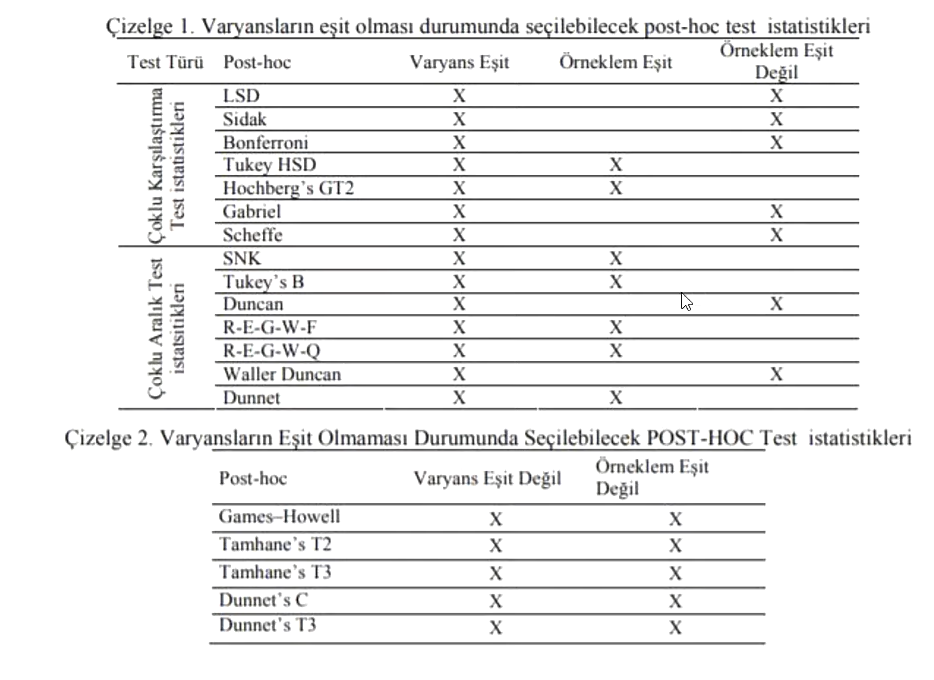 Çizelge 1. Varyansların eşit olması durumunda seçilebilecek post-hoc test istatistikleri
Test Türü Post-hoc Varyans Eşit Örneklem Eşit Örneklem Eşit Değil
Çoklu Karşılaştırma Test istatistikleri
LSD X X
Sidak X X
Bonferroni X X
Tukey HSD X X
Hochberg's GT2 X X
Gabriel X X
Scheffe X X
Çoklu Aralık Test istatsitikleri
SNK X X
Tukey's B X X
Duncan X X
R-E-G-W-F X X
R-E-G-W-Q X X
Waller Duncan X X
Dunnet X X
Çizelge 2. Varyansların Eşit Olmaması Durumunda Seçilebilecek POST-HOC Test istatistikleri
Post-hoc Varyans Eşit Değil Örneklem Eşit Değil
Games–Howell X X
Tamhane's T2 X X
Tamhane's T3 X X
Dunnet's C X X
Dunnet's T3 X X